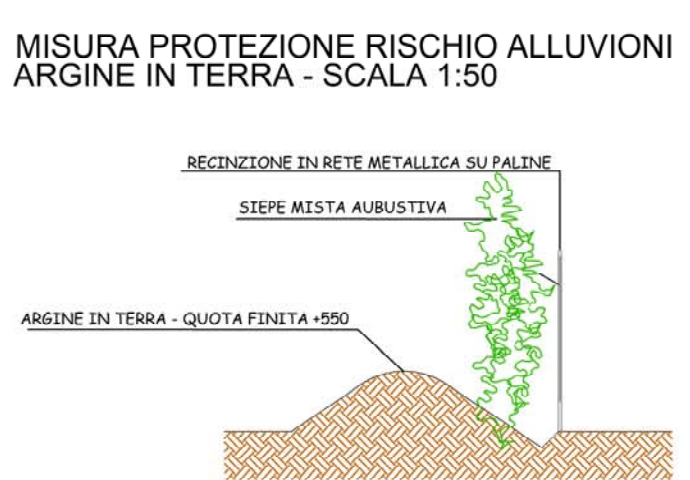 MISURA PROTEZIONE RISCHIO ALLUVIONI
ARGINE IN TERRA - SCALA 1:50
RECINZIONE IN RETE METALLICA SU PALINE
SIEPE MISTA AUBUSTIVA
ARGINE IN TERRA - QUOTA FINITA +550